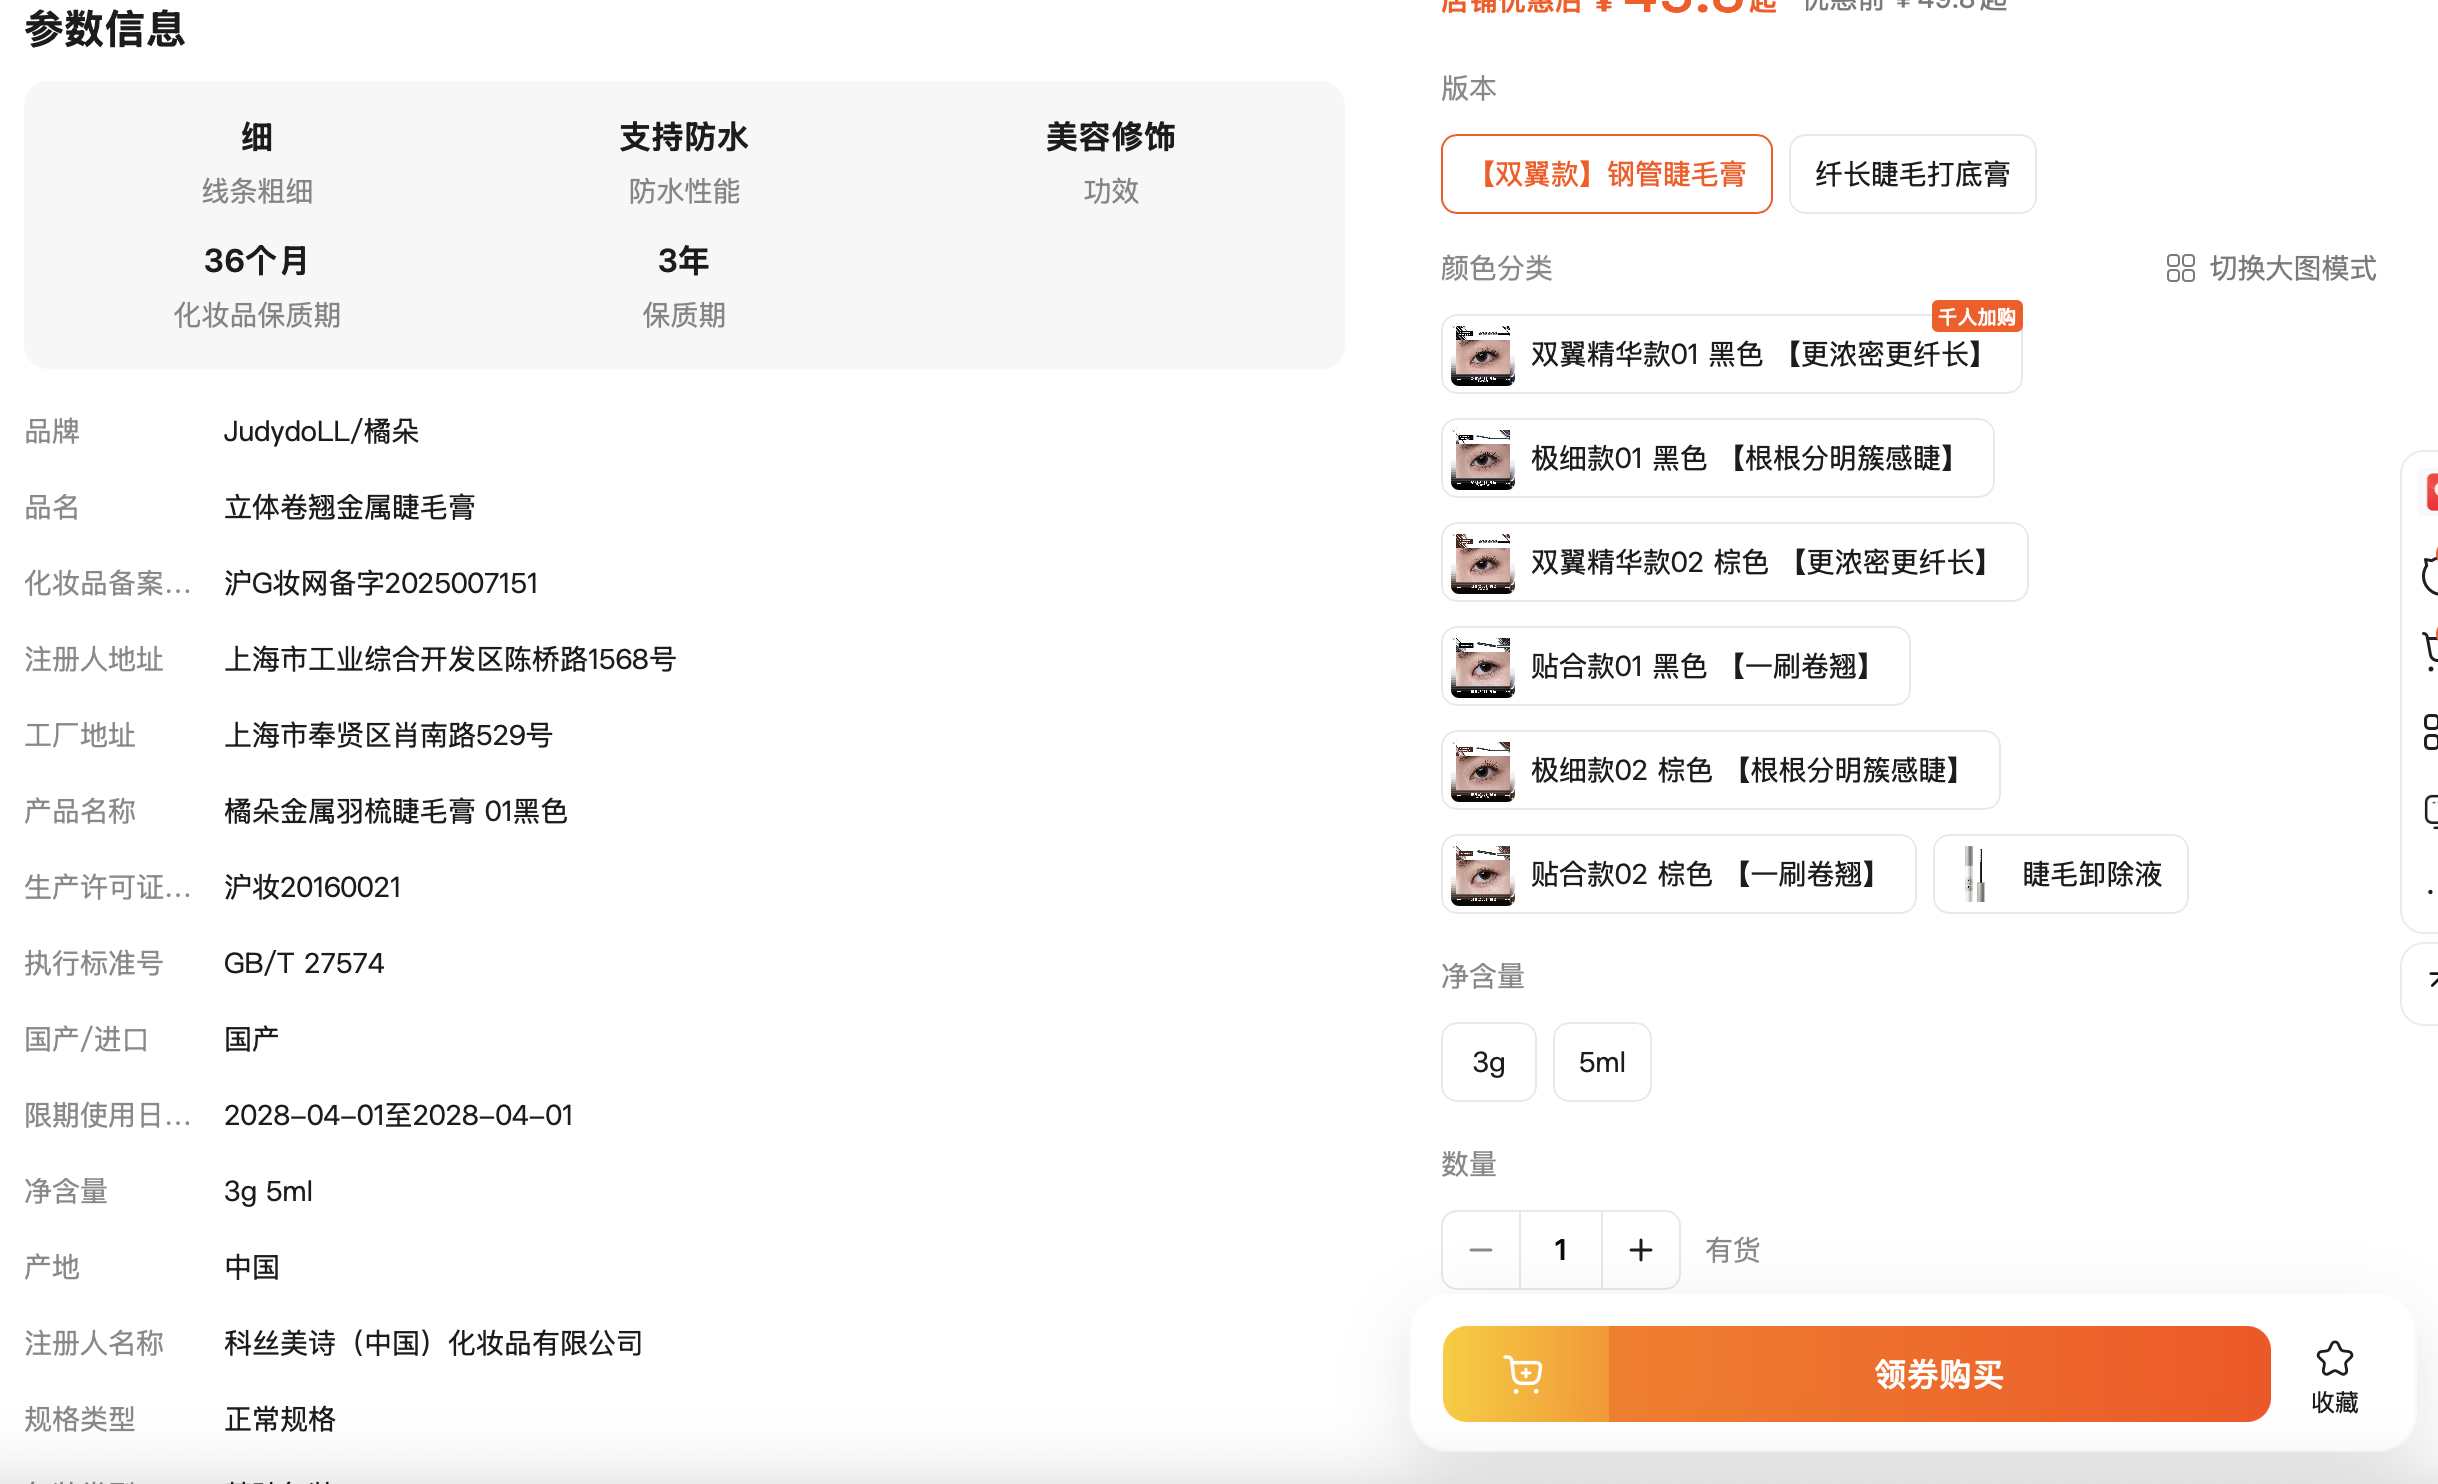 参数信息
细
线条粗细
支持防水
防水性能
美容修饰
功效
36个月
化妆品保质期
3年
保质期
品牌 JudydoLL/橘朵
品名 立体卷翘金属睫毛膏
化妆品备案... 沪G妆网备字2025007151
注册人地址 上海市工业综合开发区陈桥路1568号
工厂地址 上海市奉贤区肖南路529号
产品名称 橘朵金属羽梳睫毛膏 01黑色
生产许可证... 沪妆20160021
执行标准号 GB/T 27574
国产/进口 国产
限期使用日... 2028-04-01至2028-04-01
净含量 3g 5ml
产地 中国
注册人名称 科丝美诗（中国）化妆品有限公司
规格类型 正常规格
店铺优惠后 ¥ 45.8起 优惠前 ¥49.8起
版本
【双翼款】钢管睫毛膏
纤长睫毛打底膏
颜色分类
切换大图模式
千人加购
双翼精华款01 黑色 【更浓密更纤长】
极细款01 黑色 【根根分明簇感睫】
双翼精华款02 棕色 【更浓密更纤长】
贴合款01 黑色 【一刷卷翘】
极细款02 棕色 【根根分明簇感睫】
贴合款02 棕色 【一刷卷翘】
睫毛卸除液
净含量
3g
5ml
数量
1
有货
领券购买
收藏